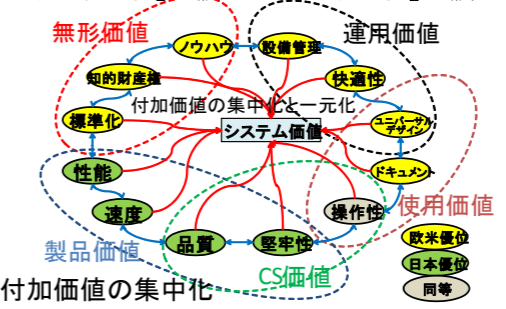 無形価値
運用価値
ノウハウ
設備管理
知的財産権
快適性
付加価値の集中化と一元化
標準化
システム価値
ユニバーサル
デザイン
性能
ドキュメント
速度
操作性
使用価値
品質
堅牢性
欧米優位
製品価値
CS価値
日本優位
付加価値の集中化
同等